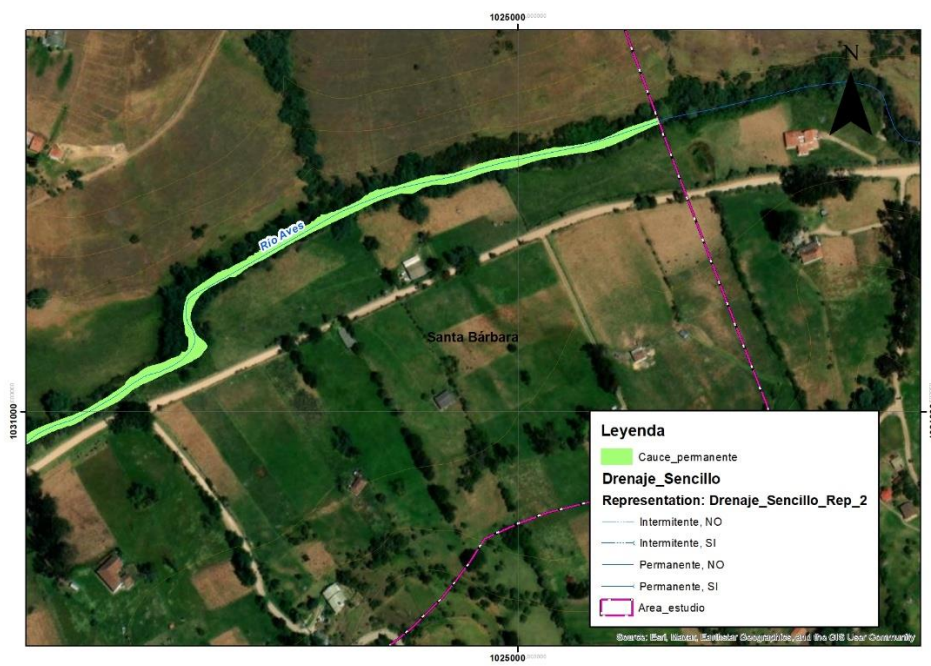 1025000
N
Río Aves
Santa Bárbara
1031000
Leyenda
Cauce_permanente
Drenaje_Sencillo
Representation: Drenaje_Sencillo_Rep_2
Intermitente, NO
Intermitente, SI
Permanente, NO
Permanente, SI
Area_estudio
Source: Esri, Maxar, Earthstar Geographics, and the GIS User Community
1025000